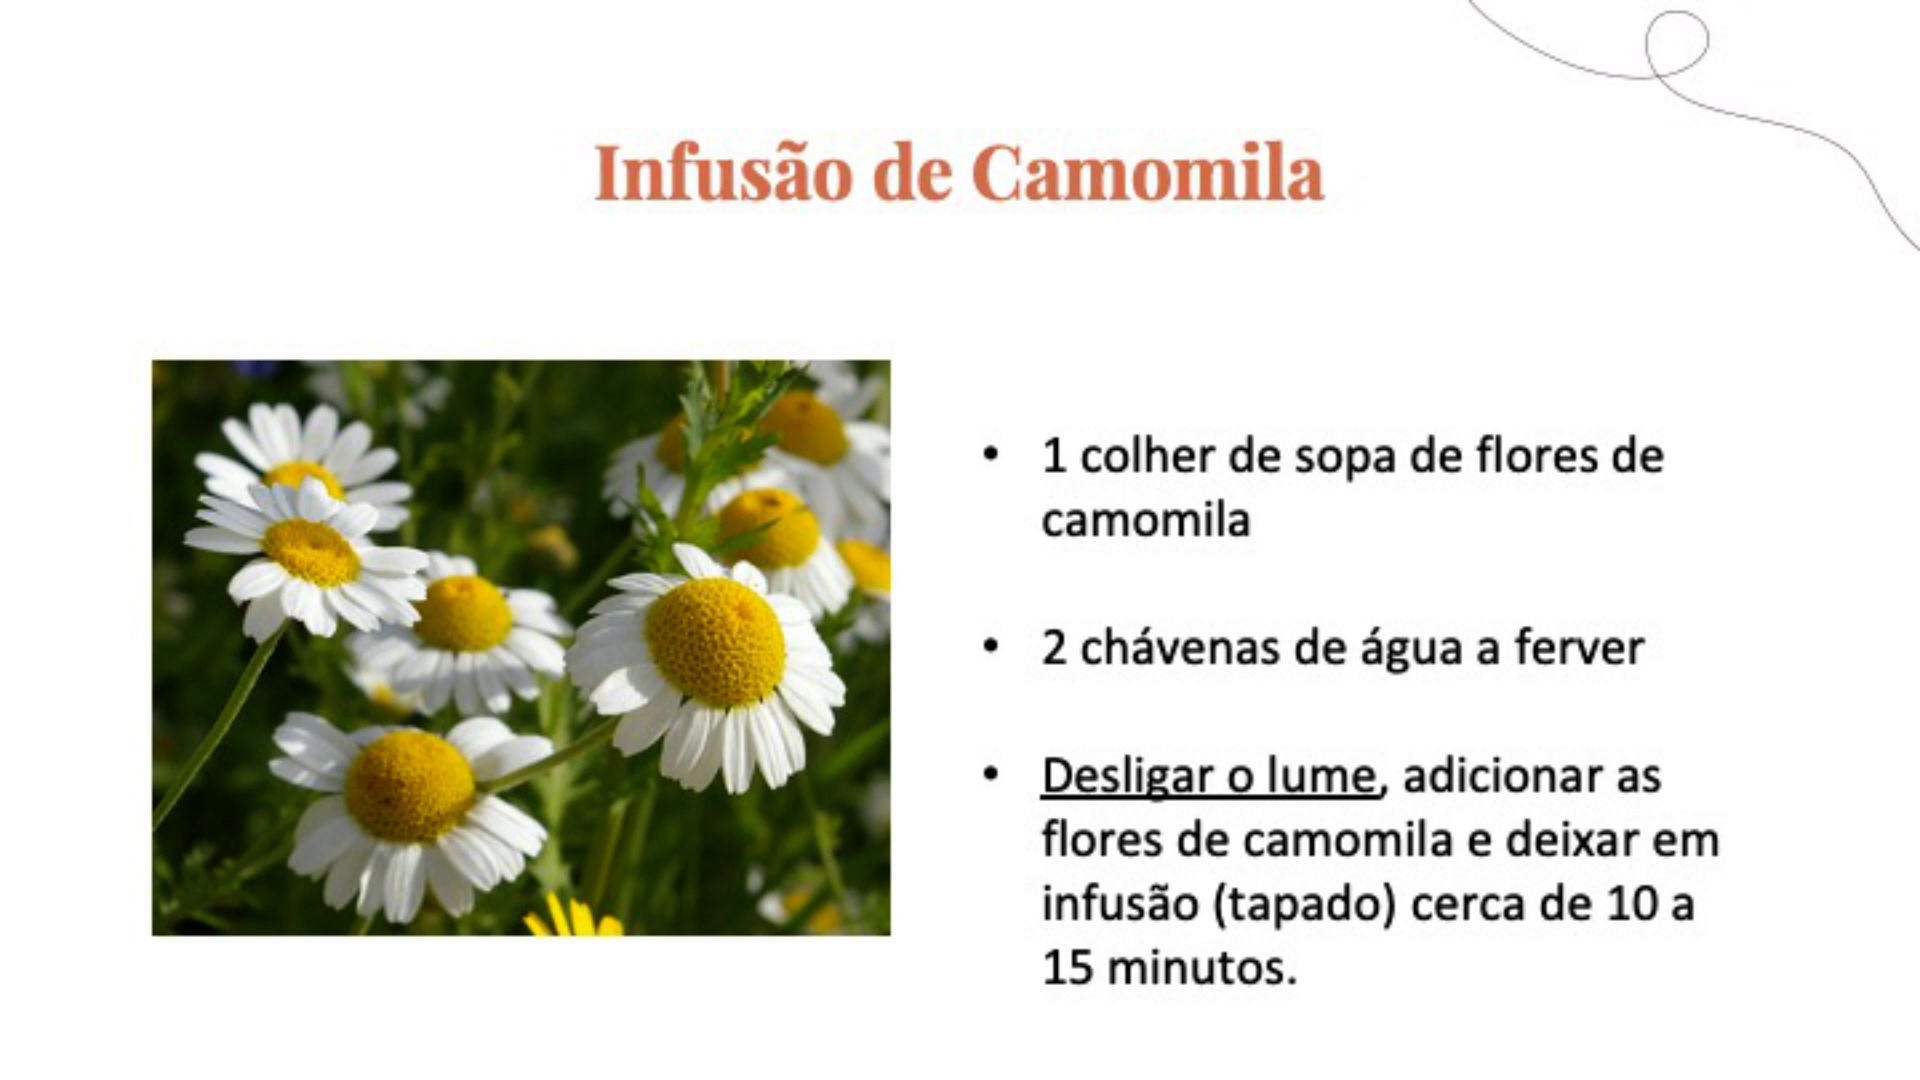 Infusão de Camomila
• 1 colher de sopa de flores de
camomila
• 2 chávenas de água a ferver
• Desligar o lume, adicionar as
flores de camomila e deixar em
infusão (tapado) cerca de 10 a
15 minutos.